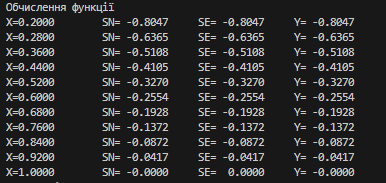 Обчислення функції
X=0.2000 SN= -0.8047 SE= -0.8047 Y= -0.8047
X=0.2800 SN= -0.6365 SE= -0.6365 Y= -0.6365
X=0.3600 SN= -0.5108 SE= -0.5108 Y= -0.5108
X=0.4400 SN= -0.4105 SE= -0.4105 Y= -0.4105
X=0.5200 SN= -0.3270 SE= -0.3270 Y= -0.3270
X=0.6000 SN= -0.2554 SE= -0.2554 Y= -0.2554
X=0.6800 SN= -0.1928 SE= -0.1928 Y= -0.1928
X=0.7600 SN= -0.1372 SE= -0.1372 Y= -0.1372
X=0.8400 SN= -0.0872 SE= -0.0872 Y= -0.0872
X=0.9200 SN= -0.0417 SE= -0.0417 Y= -0.0417
X=1.0000 SN= -0.0000 SE= 0.0000 Y= -0.0000